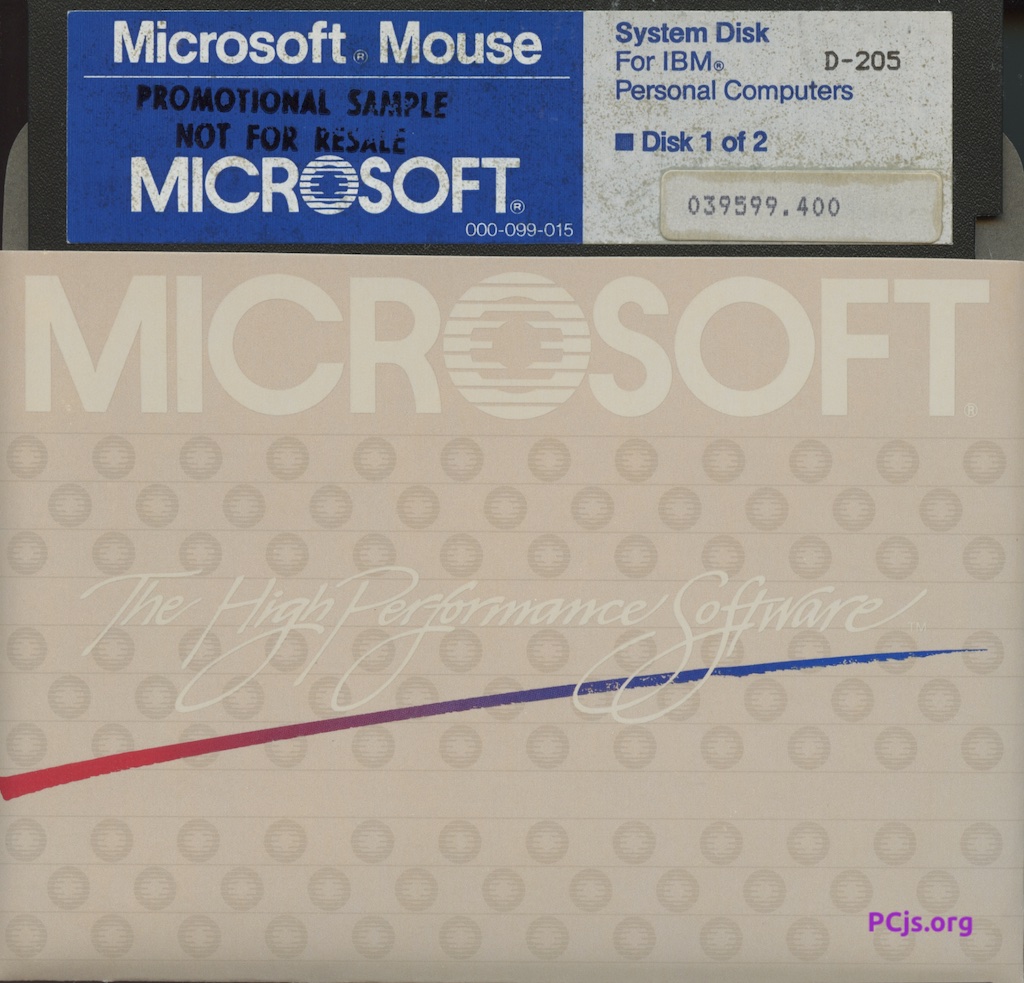 Microsoft® Mouse
PROMOTIONAL SAMPLE
NOT FOR RESALE
MICROSOFT®
000-099-015
System Disk
For IBM® D-205
Personal Computers
Disk 1 of 2
039599.400
MICROSOFT®
The High Performance Software™
PCjs.org